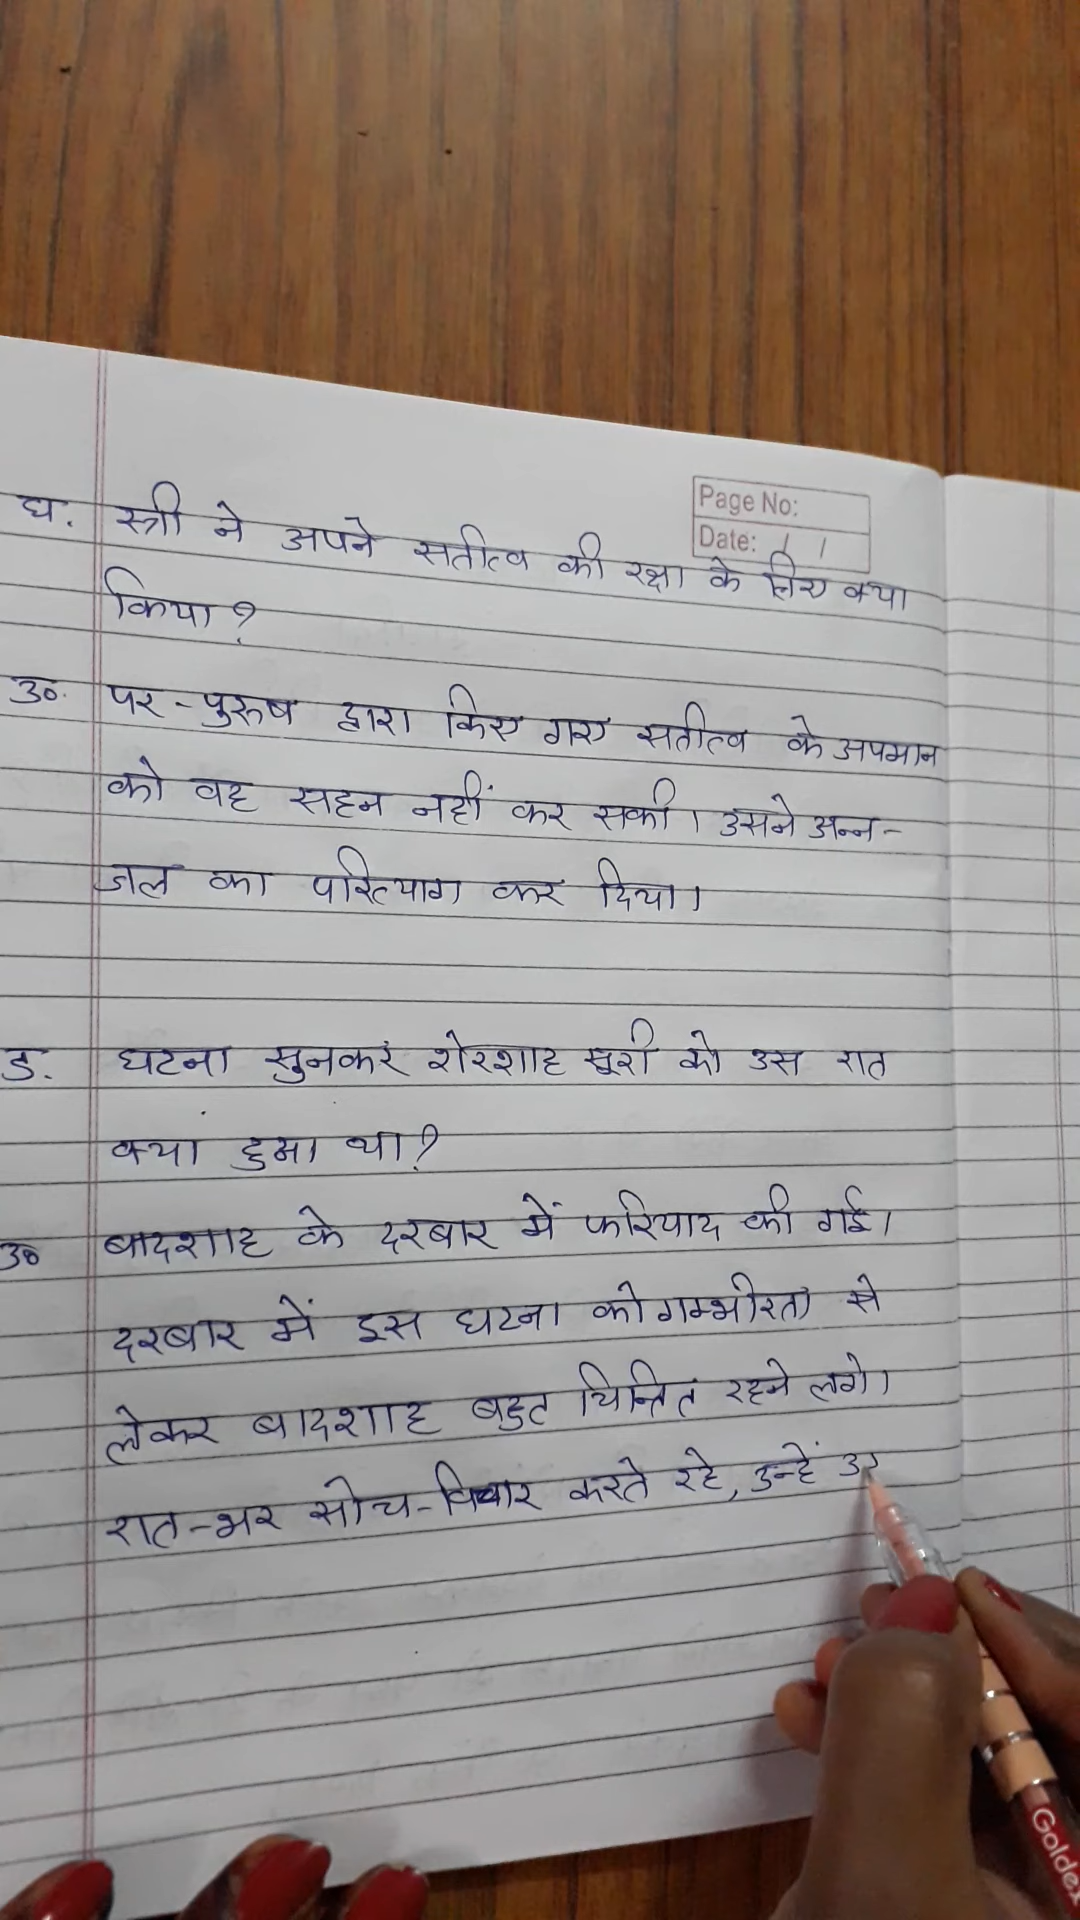 Page No:
Date: / /
घ. स्त्री ने अपने सतीत्व की रक्षा के लिए क्या
किया?
उ०. पर-पुरुष द्वारा किए गए सतीत्व के अपमान
को वह सहन नहीं कर सकी। उसने अन्न-
जल का परित्याग कर दिया।
ड. घटना सुनकर शेरशाह सूरी को उस रात
क्या हुआ था?
उ० बादशाह के दरबार में फरियाद की गई।
दरबार में इस घटना को गम्भीरता से
लेकर बादशाह बहुत चिन्तित रहने लगे।
रात-भर सोच-विचार करते रहे, उन्हें
Goldex